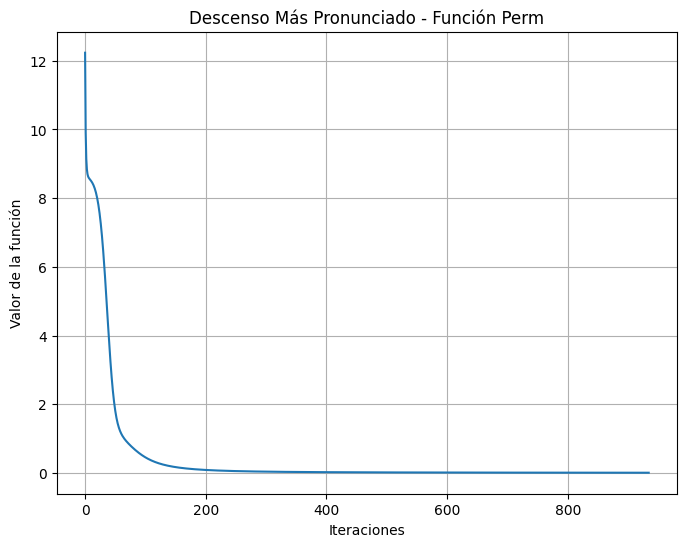 Descenso Más Pronunciado - Función Perm
Valor de la función
12
10
8
6
4
2
0
0 200 400 600 800
Iteraciones